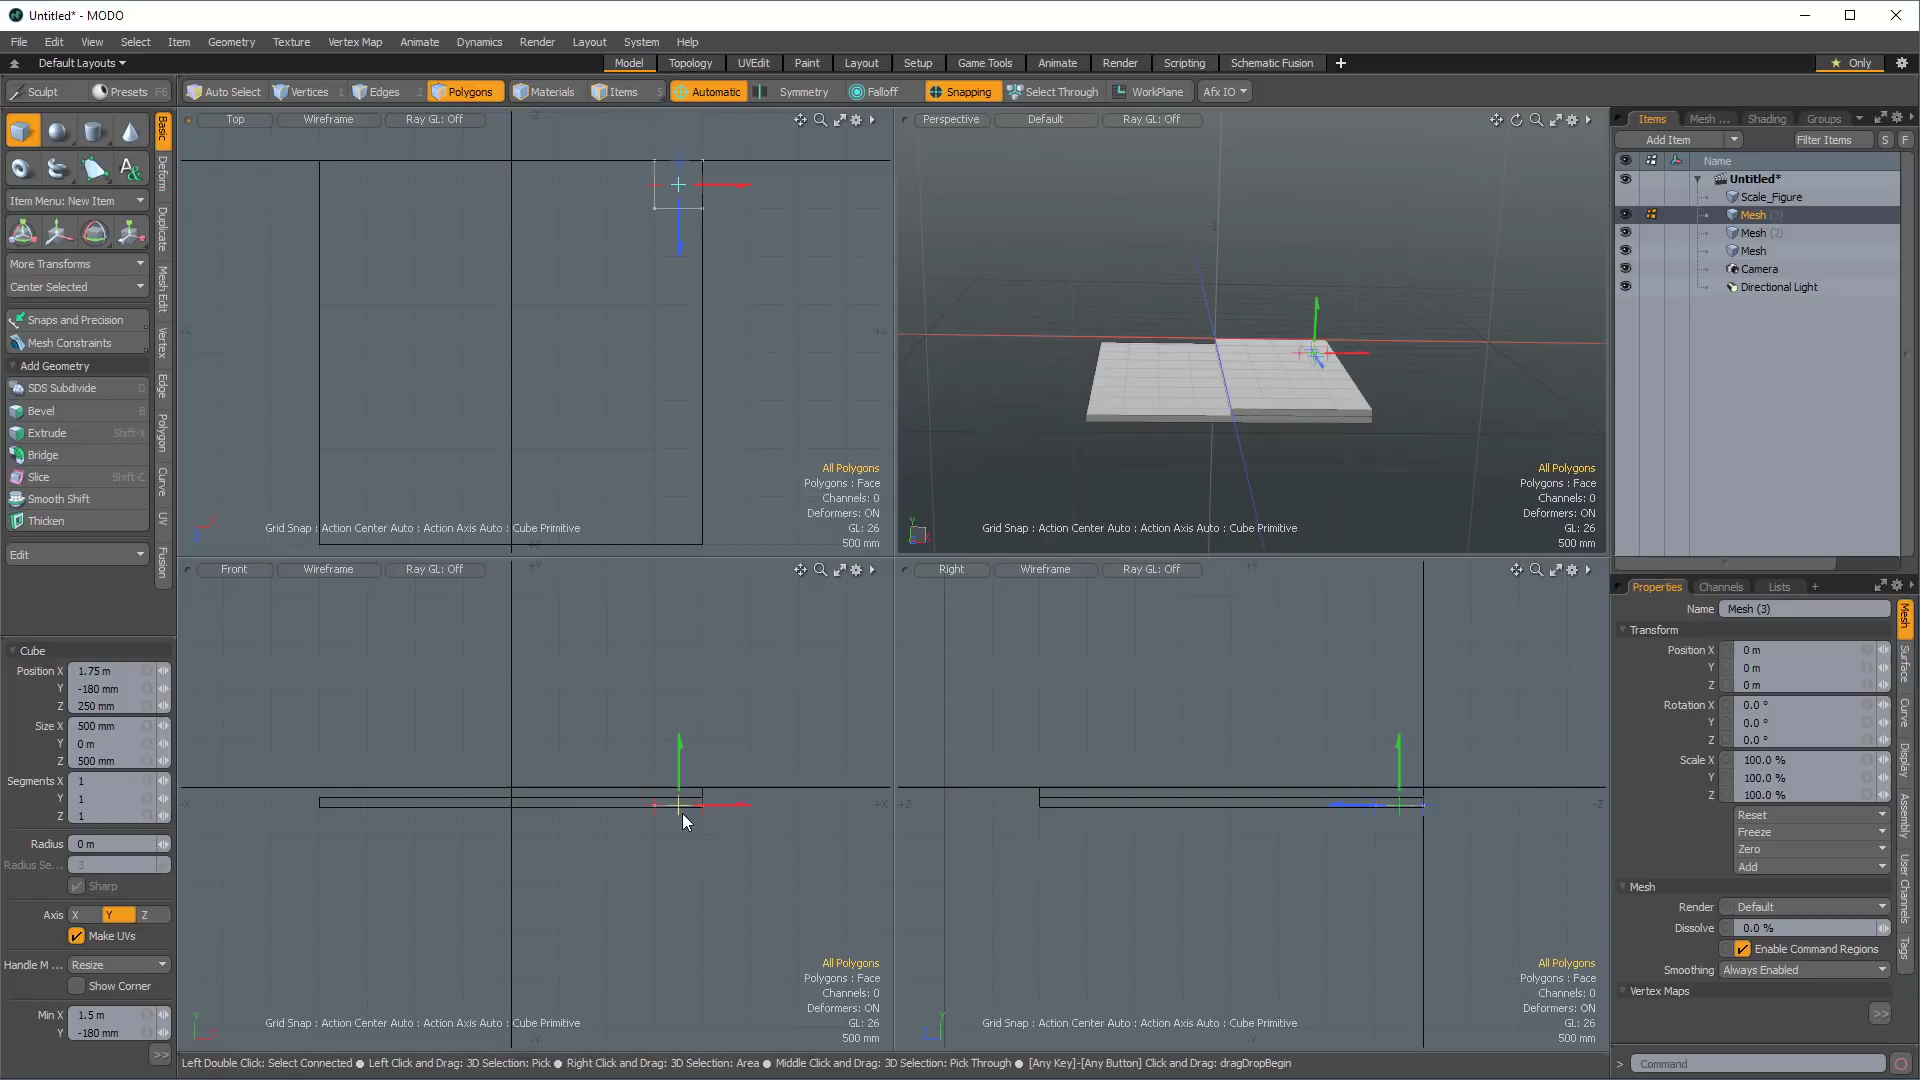 Untitled* - MODO
File Edit View Select Item Geometry Texture Vertex Map Animate Dynamics Render Layout System Help
Default Layouts
Model Topology UVEdit Paint Layout Setup Game Tools Animate Render Scripting Schematic Fusion
Only
Sculpt Presets F6
Auto Select Vertices 1 Edges 2 Polygons Materials Items 5 Automatic Symmetry Falloff Snapping Select Through WorkPlane Afx IO
Top Wireframe Ray GL: Off
Perspective Default Ray GL: Off
Items Mesh ... Shading Groups
Add Item Filter Items S F
Name
Untitled*
Scale_Figure
Mesh (3)
Mesh (2)
Mesh
Camera
Directional Light
Basic
Deform
Duplicate
Mesh Edit
Vertex
Edge
Polygon
Curve
UV
Fusion
Item Menu: New Item
More Transforms
Center Selected
Snaps and Precision
Mesh Constraints
Add Geometry
SDS Subdivide D
Bevel B
Extrude Shift-X
Bridge
Slice Shift-C
Smooth Shift
Thicken
Edit
-Z
-X
+X
+Z
All Polygons
Polygons : Face
Channels: 0
Deformers: ON
GL: 26
500 mm
Grid Snap : Action Center Auto : Action Axis Auto : Cube Primitive
-Z
Y
All Polygons
Polygons : Face
Channels: 0
Deformers: ON
GL: 26
500 mm
Grid Snap : Action Center Auto : Action Axis Auto : Cube Primitive
Front Wireframe Ray GL: Off
+Y
-X
+X
-Y
Y
All Polygons
Polygons : Face
Channels: 0
Deformers: ON
GL: 26
500 mm
Grid Snap : Action Center Auto : Action Axis Auto : Cube Primitive
Right Wireframe Ray GL: Off
+Y
+Z
-Z
-Y
Y
All Polygons
Polygons : Face
Channels: 0
Deformers: ON
GL: 26
500 mm
Grid Snap : Action Center Auto : Action Axis Auto : Cube Primitive
Cube
Position X 1.75 m
Y -180 mm
Z 250 mm
Size X 500 mm
Y 0 m
Z 500 mm
Segments X 1
Y 1
Z 1
Radius 0 m
Radius Se... 3
Sharp
Axis X Y Z
Make UVs
Handle M ... Resize
Show Corner
Min X 1.5 m
Y -180 mm
>>
Properties Channels Lists +
Name Mesh (3)
Transform
Position X 0 m
Y 0 m
Z 0 m
Rotation X 0.0 °
Y 0.0 °
Z 0.0 °
Scale X 100.0 %
Y 100.0 %
Z 100.0 %
Reset
Freeze
Zero
Add
Mesh
Render Default
Dissolve 0.0 %
Enable Command Regions
Smoothing Always Enabled
Vertex Maps
>>
Mesh
Surface
Curve
Display
Assembly
User Channels
Tags
Left Double Click: Select Connected ● Left Click and Drag: 3D Selection: Pick ● Right Click and Drag: 3D Selection: Area ● Middle Click and Drag: 3D Selection: Pick Through ● [Any Key]-[Any Button] Click and Drag: dragDropBegin
> Command